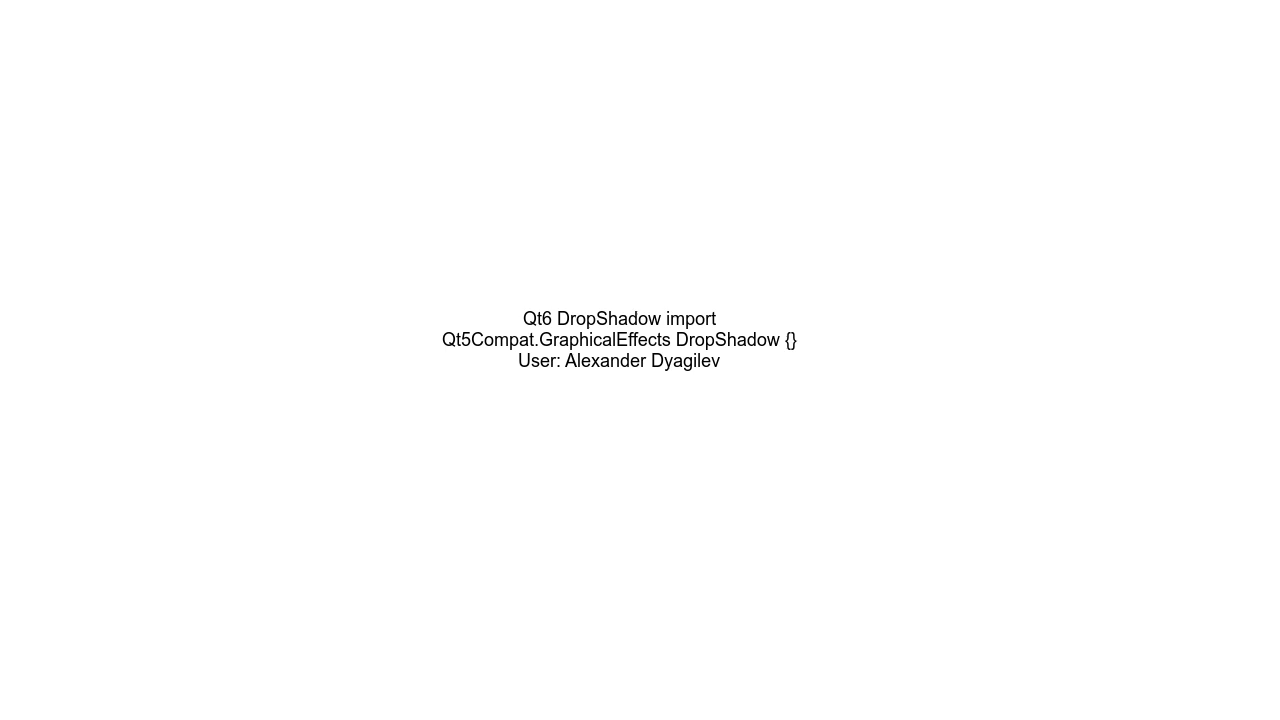 Qt6 DropShadow import
Qt5Compat.GraphicalEffects DropShadow {}
User: Alexander Dyagilev